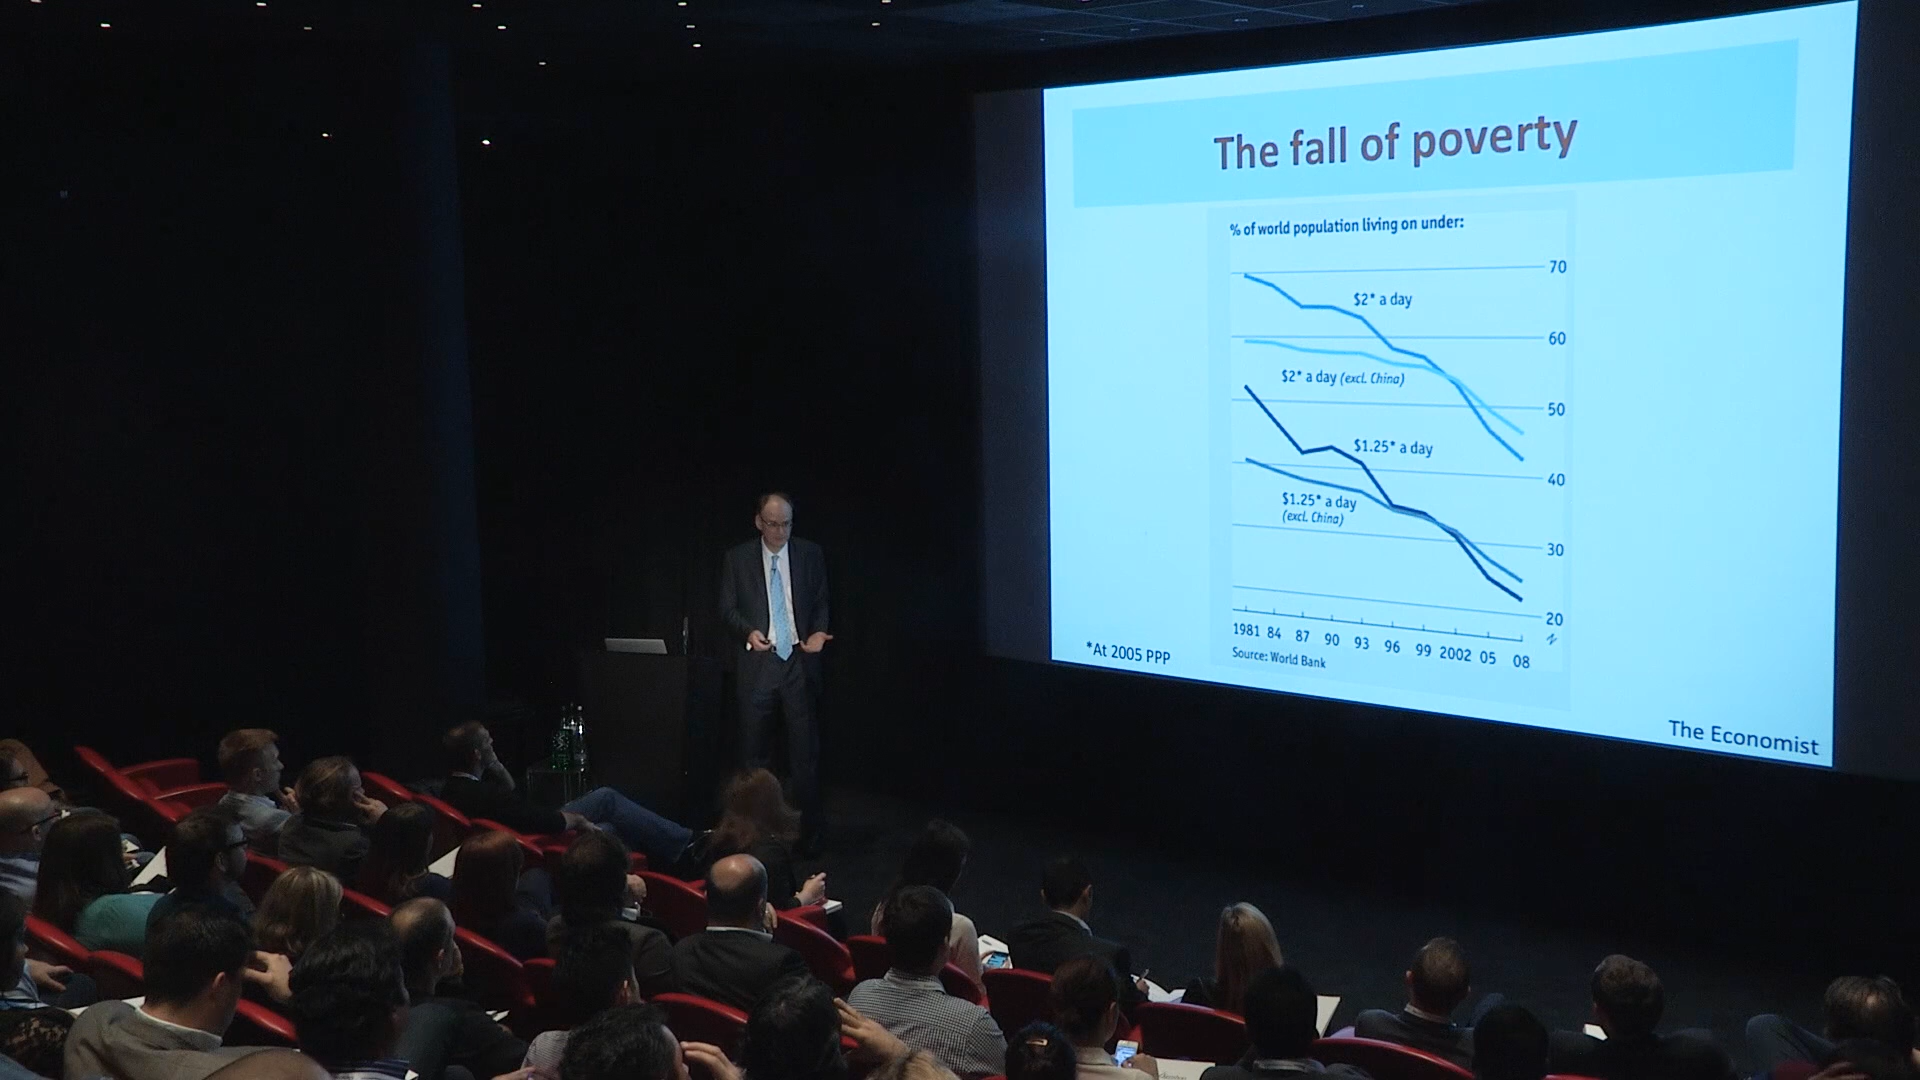 The fall of poverty
% of world population living on under:
70
$2* a day
60
$2* a day (excl. China)
50
$1.25* a day
40
$1.25* a day
(excl. China)
30
20
1981 84 87 90 93 96 99 2002 05 08
Source: World Bank
*At 2005 PPP
The Economist